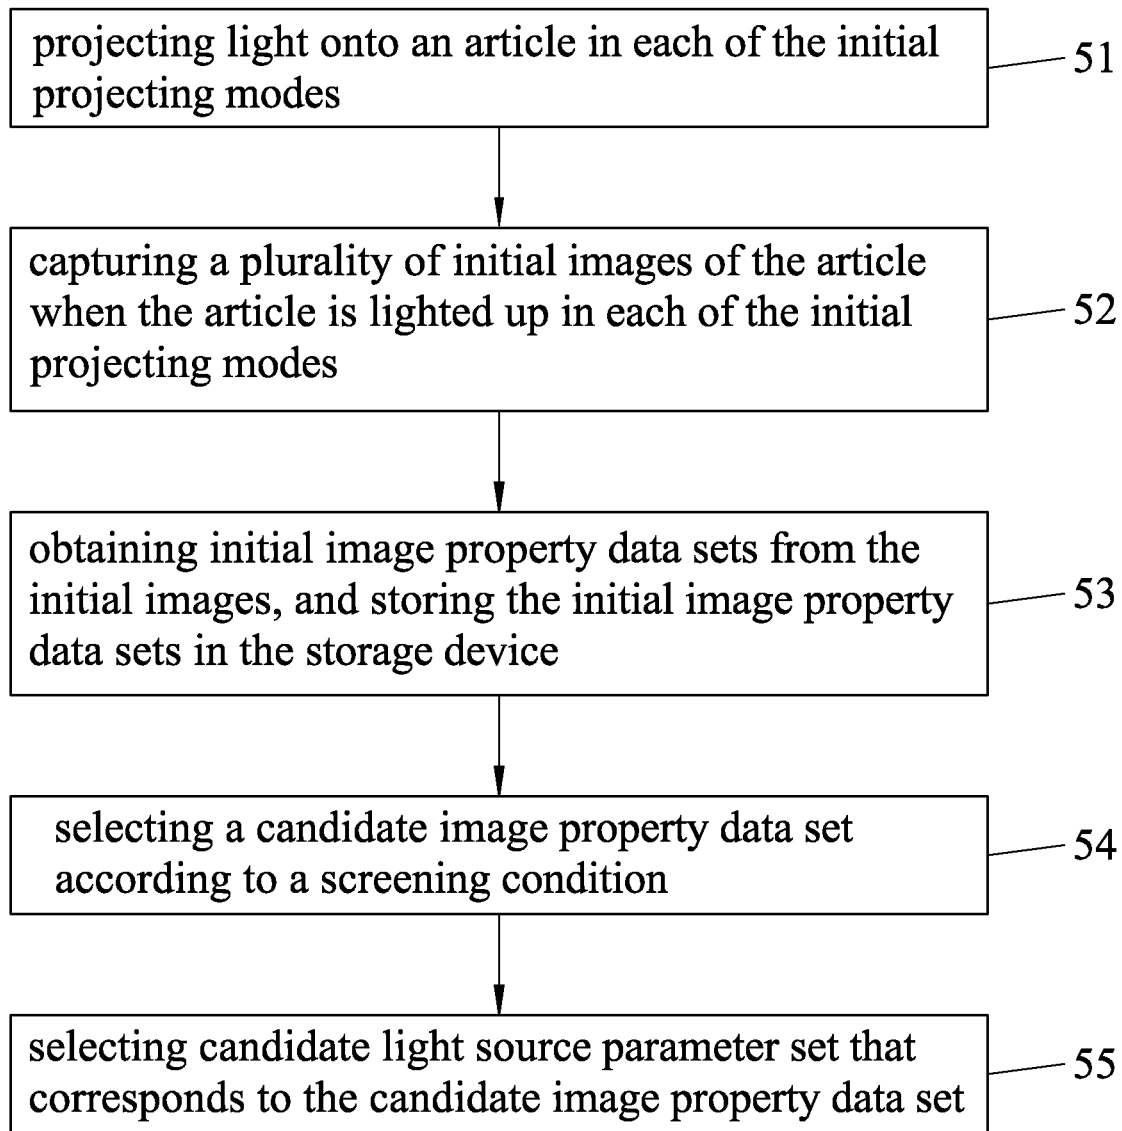 projecting light onto an article in each of the initial
projecting modes
51
capturing a plurality of initial images of the article
when the article is lighted up in each of the initial
projecting modes
52
obtaining initial image property data sets from the
initial images, and storing the initial image property
data sets in the storage device
53
selecting a candidate image property data set
according to a screening condition
54
selecting candidate light source parameter set that
corresponds to the candidate image property data set
55